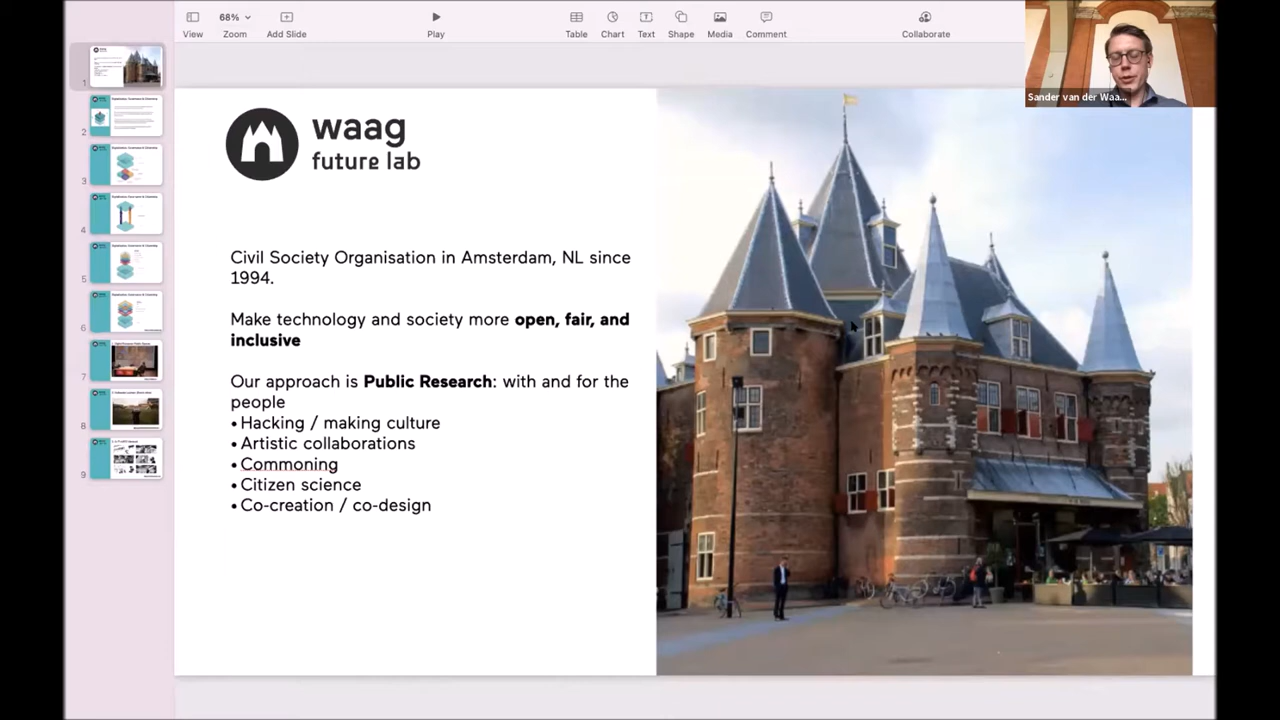 68%
View
Zoom
Add Slide
Play
Table
Chart
Text
Shape
Media
Comment
Collaborate
Sander van der Waa...
waag
future lab
Civil Society Organisation in Amsterdam, NL since
1994.
Make technology and society more open, fair, and
inclusive
Our approach is Public Research: with and for the
people
• Hacking / making culture
• Artistic collaborations
• Commoning
• Citizen science
• Co-creation / co-design
1
2
3
4
5
6
7
8
9